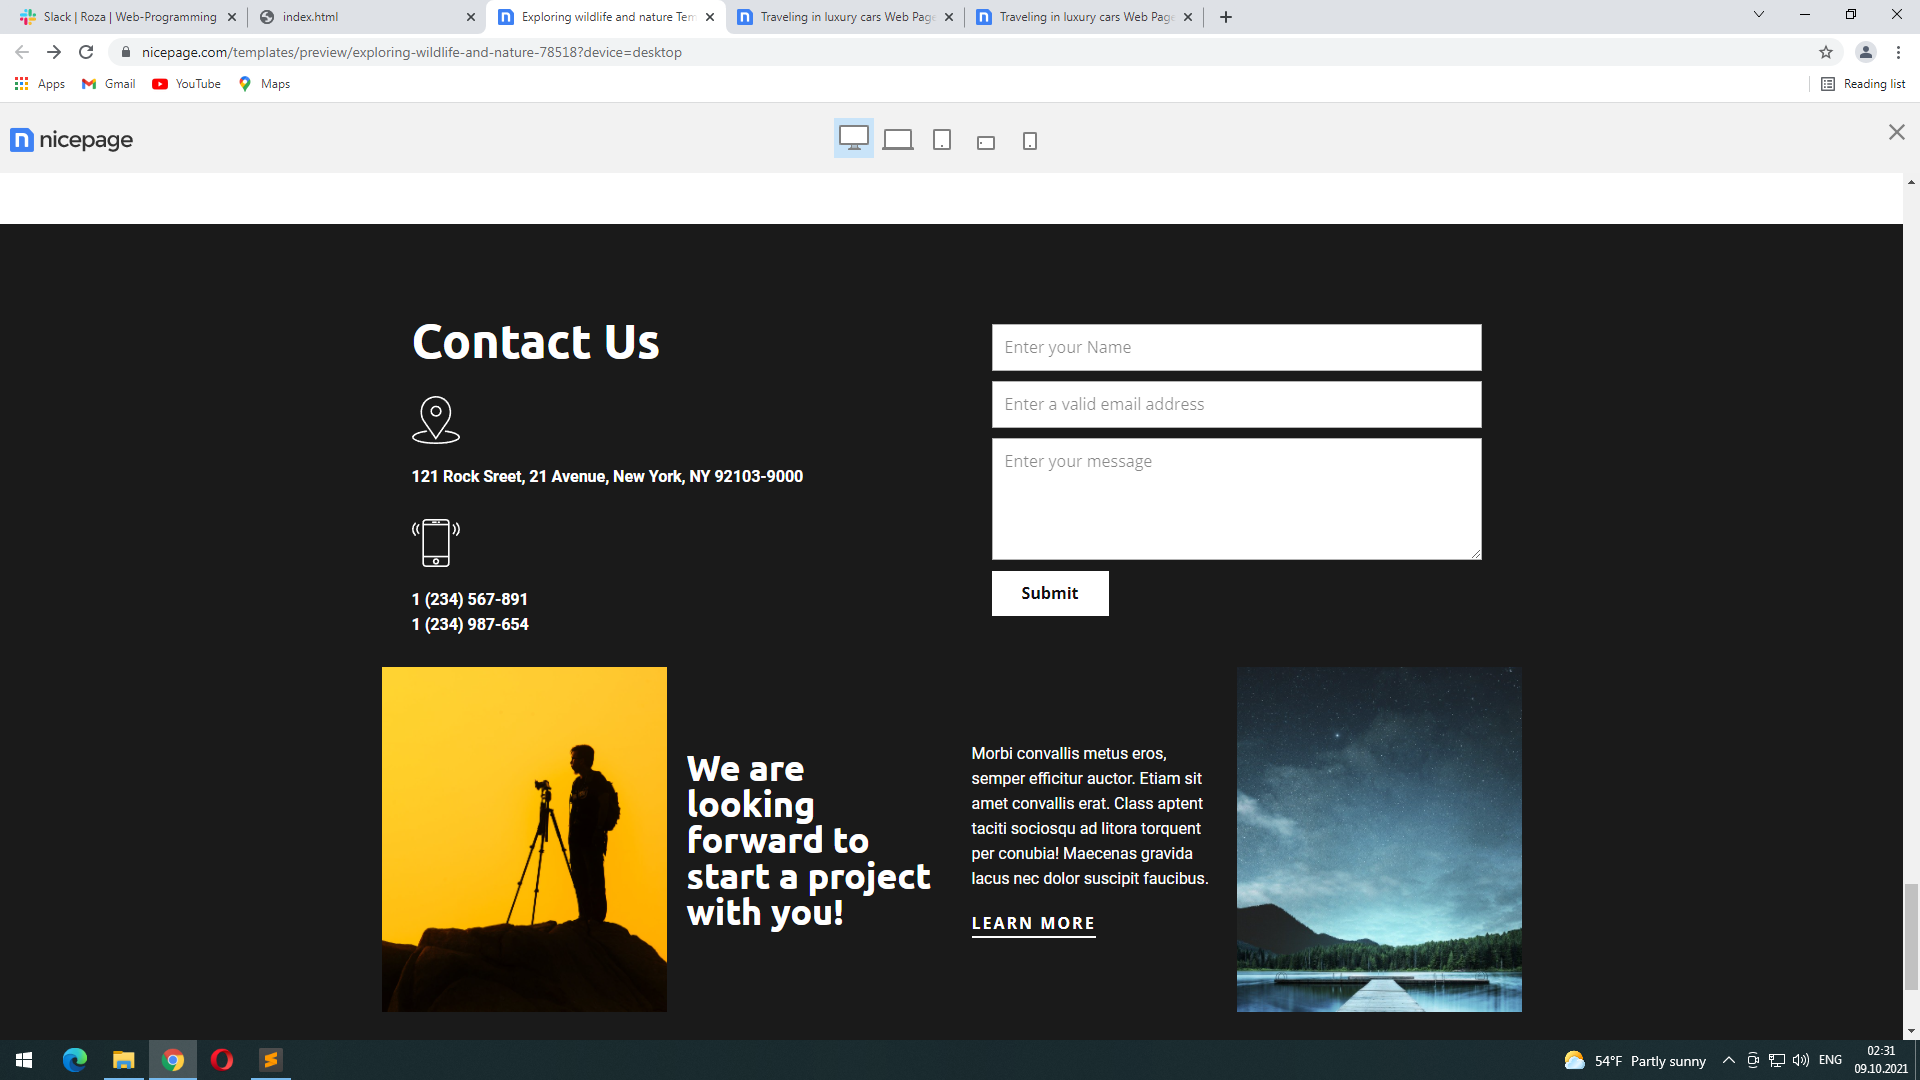 Slack | Roza | Web-Programming
index.html
Exploring wildlife and nature Tem
Traveling in luxury cars Web Page
Traveling in luxury cars Web Page
nicepage.com/templates/preview/exploring-wildlife-and-nature-78518?device=desktop
Apps
Gmail
YouTube
Maps
Reading list
nicepage
Contact Us
121 Rock Sreet, 21 Avenue, New York, NY 92103-9000
1 (234) 567-891
1 (234) 987-654
Enter your Name
Enter a valid email address
Enter your message
Submit
We are
looking
forward to
start a project
with you!
Morbi convallis metus eros,
semper efficitur auctor. Etiam sit
amet convallis erat. Class aptent
taciti sociosqu ad litora torquent
per conubia! Maecenas gravida
lacus nec dolor suscipit faucibus.
LEARN MORE
54°F Partly sunny
ENG
02:31
09.10.2021